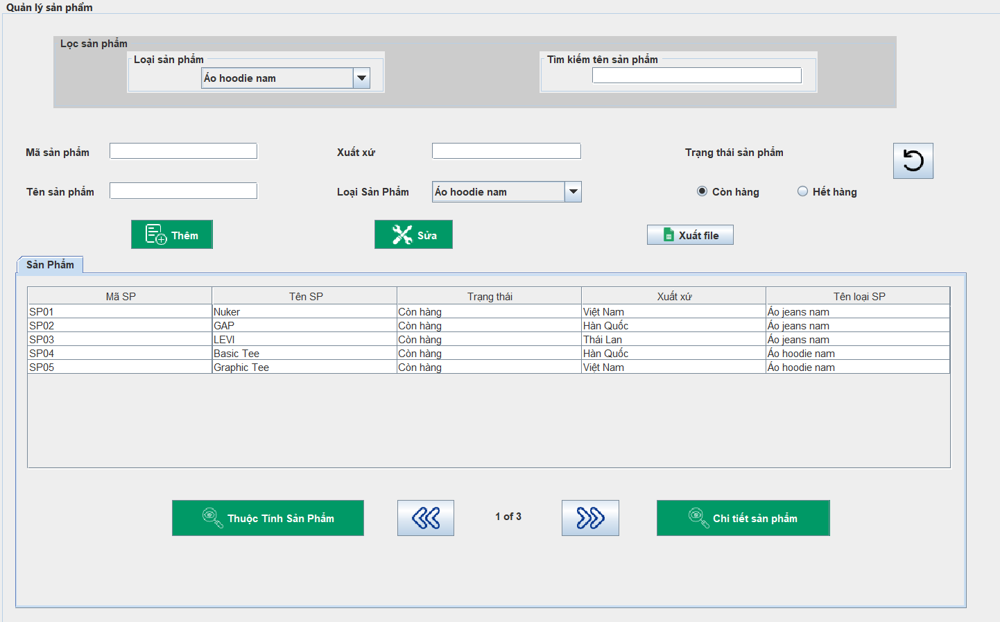 Quản lý sản phẩm
Lọc sản phẩm
Loại sản phẩm
Tìm kiếm tên sản phẩm
Áo hoodie nam
Mã sản phẩm
Xuất xứ
Trạng thái sản phẩm
Tên sản phẩm
Loại Sản Phẩm
Áo hoodie nam
Còn hàng
Hết hàng
Thêm
Sửa
Xuất file
Sản Phẩm
Mã SP Tên SP Trạng thái Xuất xứ Tên loại SP
SP01 Nuker Còn hàng Việt Nam Áo jeans nam
SP02 GAP Còn hàng Hàn Quốc Áo jeans nam
SP03 LEVI Còn hàng Thái Lan Áo jeans nam
SP04 Basic Tee Còn hàng Hàn Quốc Áo hoodie nam
SP05 Graphic Tee Còn hàng Việt Nam Áo hoodie nam
Thuộc Tính Sản Phẩm
1 of 3
Chi tiết sản phẩm